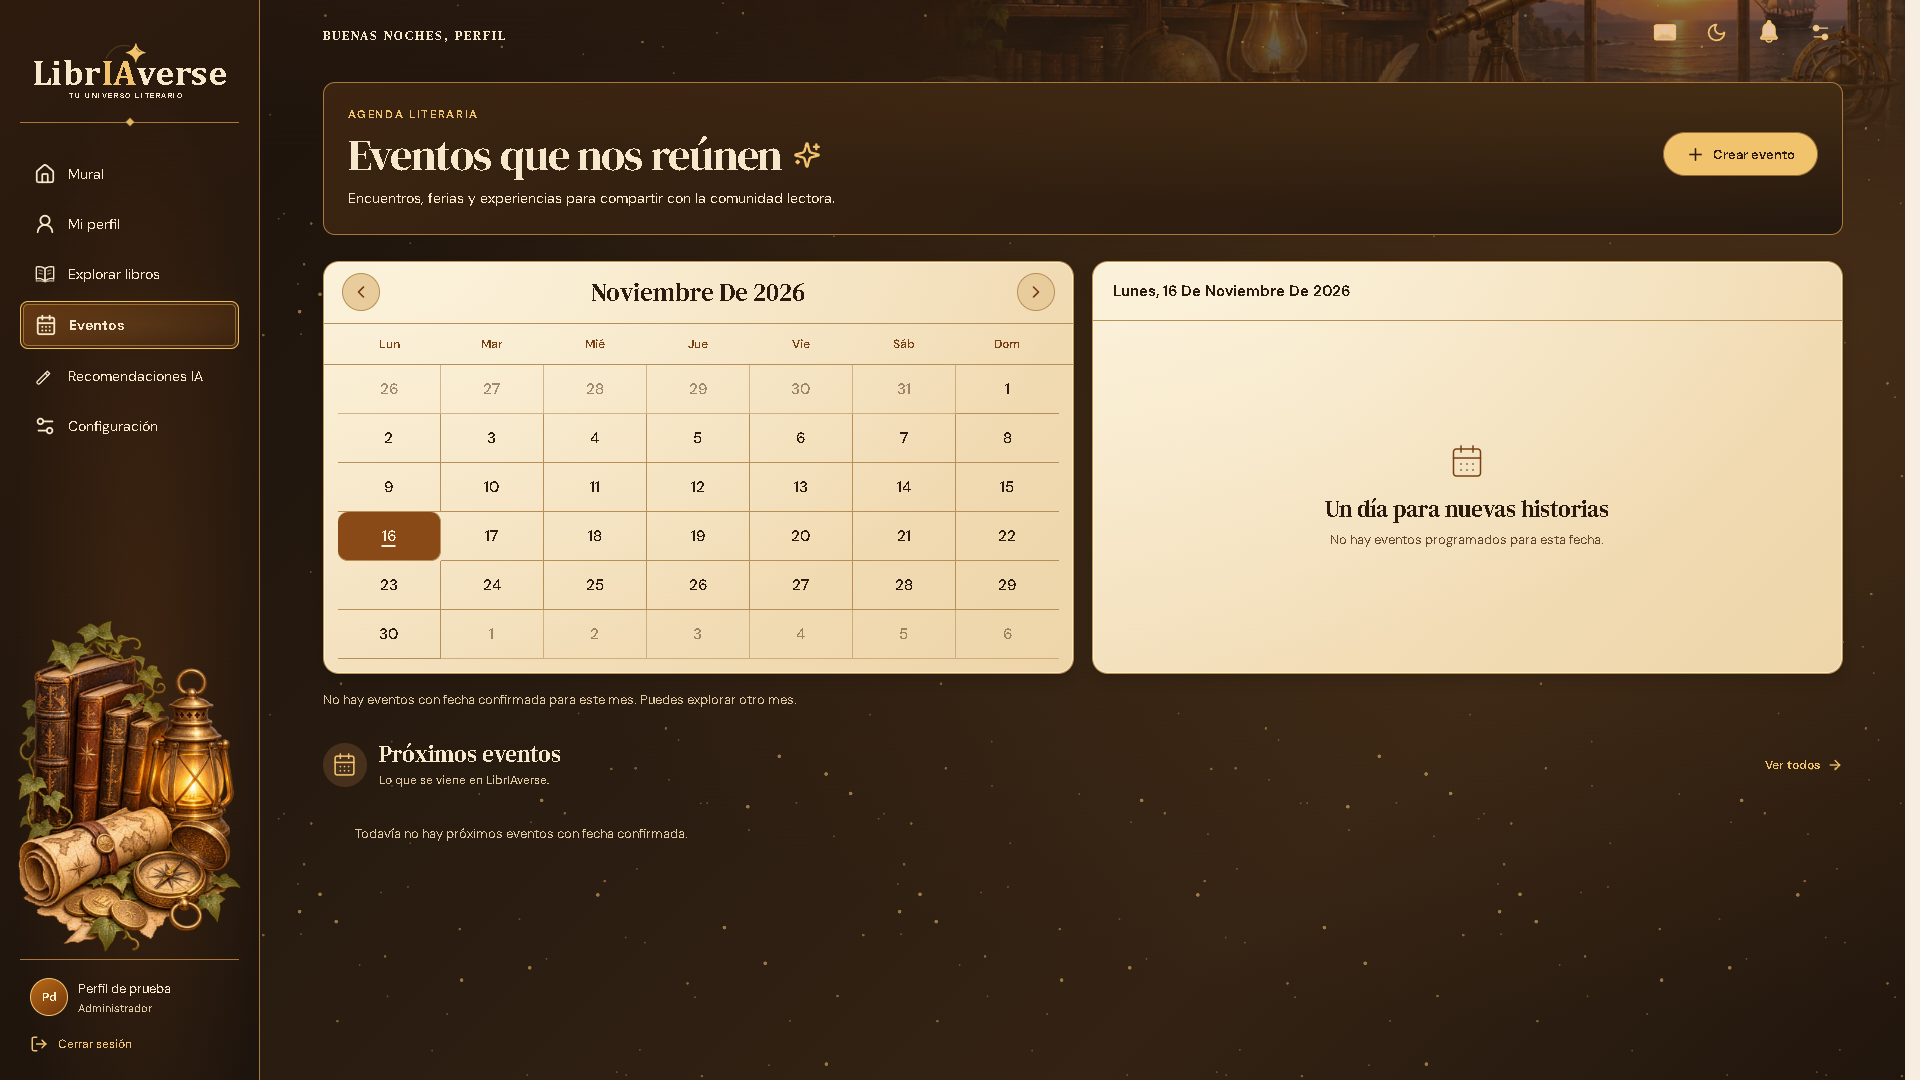 LibrIAverse
TU UNIVERSO LITERARIO
Mural
Mi perfil
Explorar libros
Eventos
Recomendaciones IA
Configuración
Pd
Perfil de prueba
Administrador
Cerrar sesión
BUENAS NOCHES, PERFIL
AGENDA LITERARIA
Eventos que nos reúnen
Encuentros, ferias y experiencias para compartir con la comunidad lectora.
Crear evento
Noviembre De 2026
Lun Mar Mié Jue Vie Sáb Dom
26 27 28 29 30 31 1
2 3 4 5 6 7 8
9 10 11 12 13 14 15
16 17 18 19 20 21 22
23 24 25 26 27 28 29
30 1 2 3 4 5 6
Lunes, 16 De Noviembre De 2026
Un día para nuevas historias
No hay eventos programados para esta fecha.
No hay eventos con fecha confirmada para este mes. Puedes explorar otro mes.
Próximos eventos
Lo que se viene en LibrIAverse.
Ver todos
Todavía no hay próximos eventos con fecha confirmada.